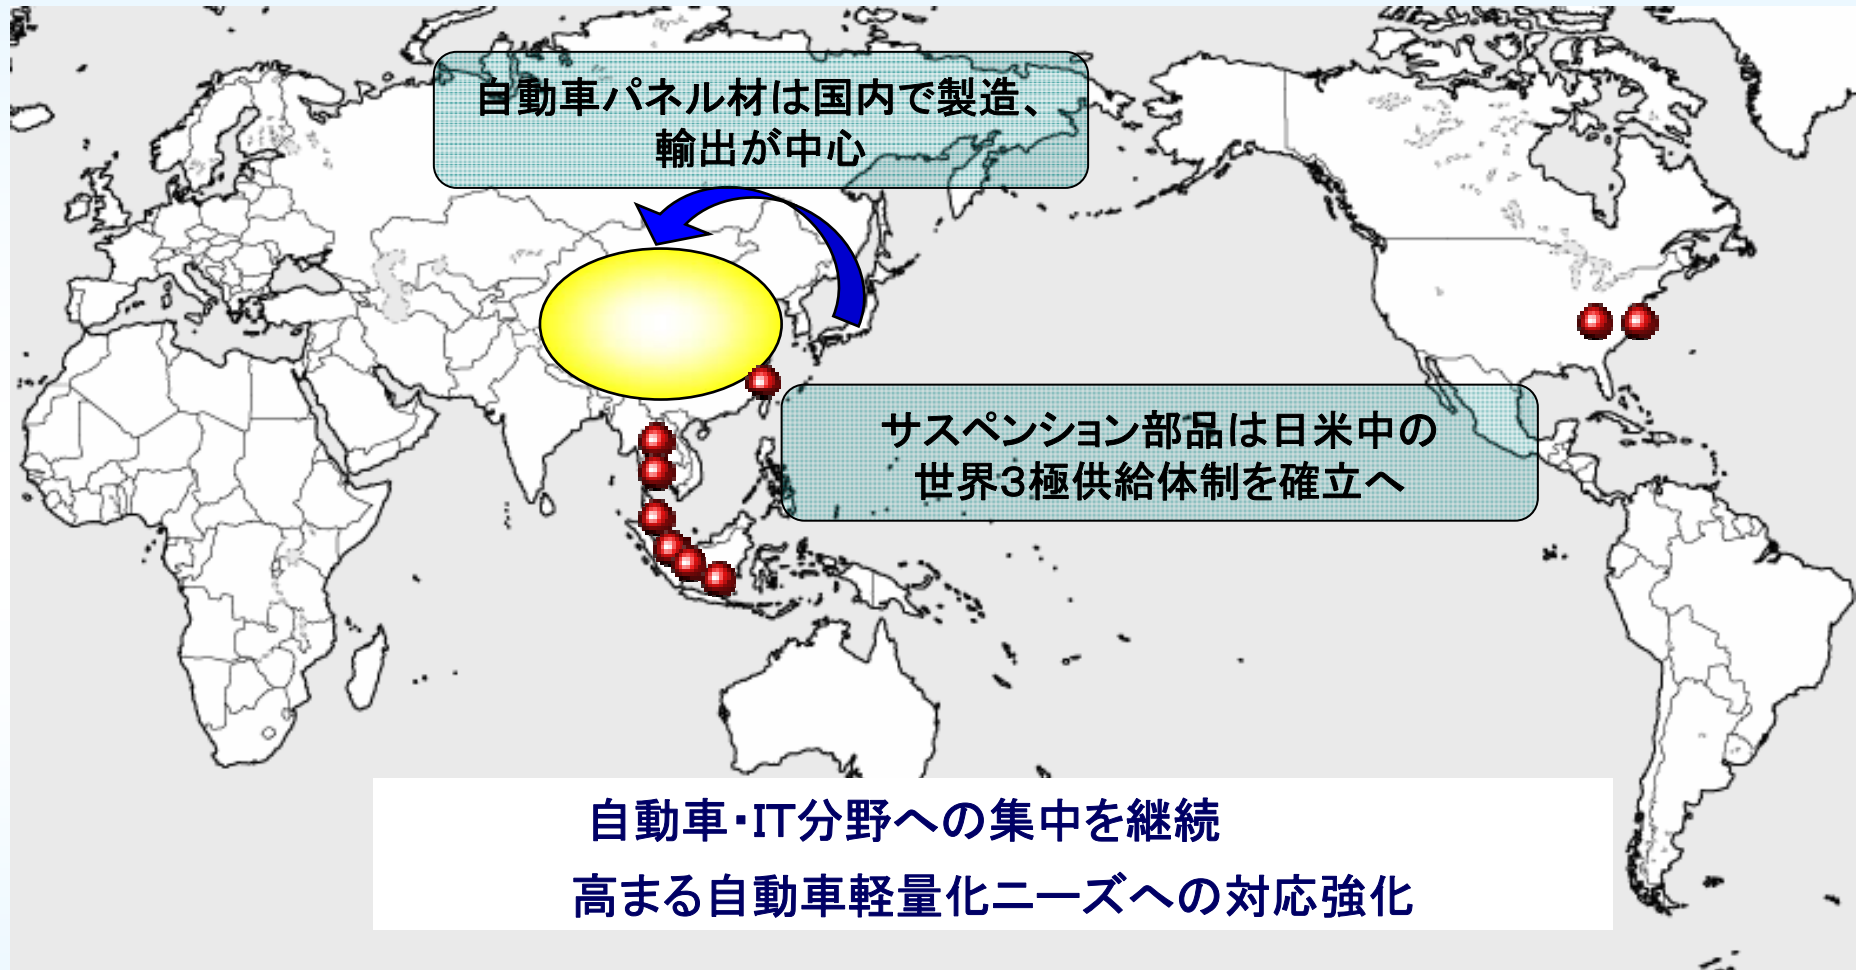 自動車パネル材は国内で製造、
輸出が中心
サスペンション部品は日米中の
世界3極供給体制を確立へ
自動車・IT分野への集中を継続
高まる自動車軽量化ニーズへの対応強化